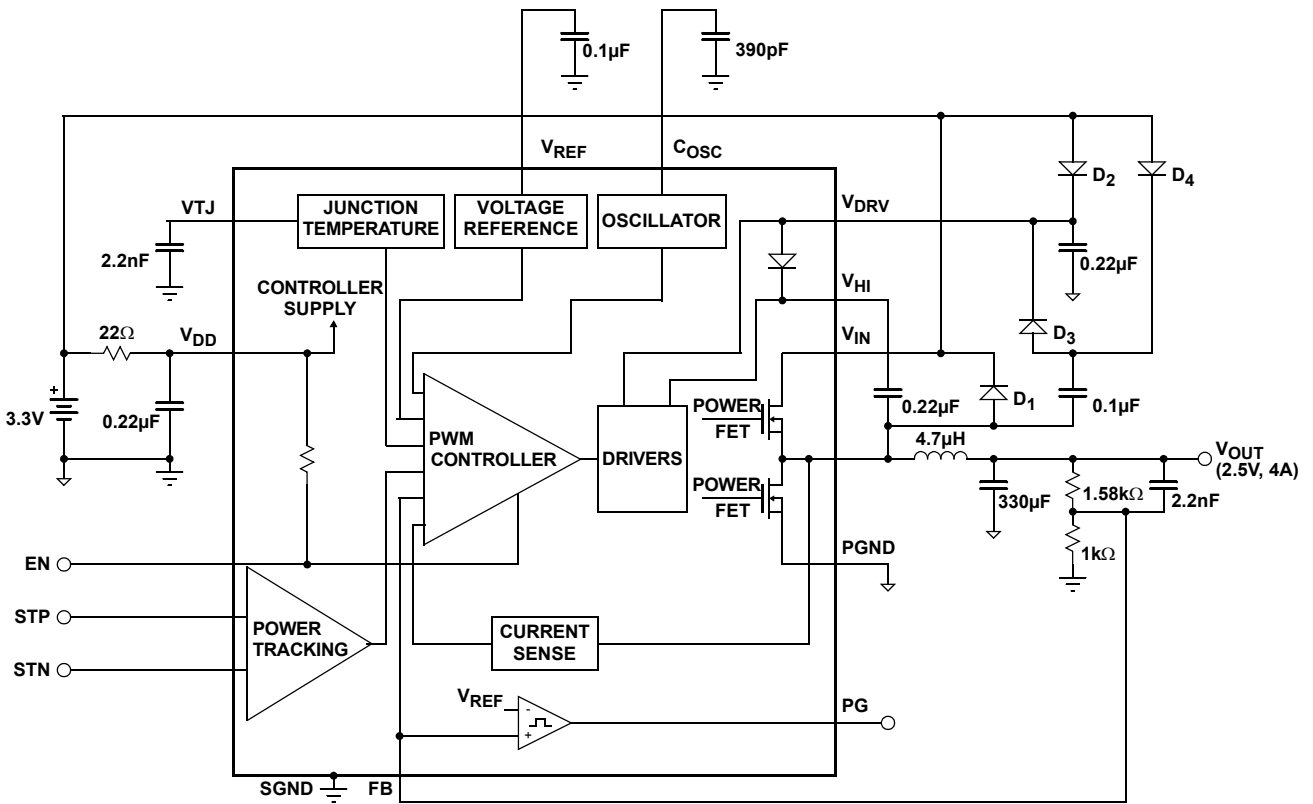 0.1µF
390pF
VREF
COSC
D2
D4
VTJ
JUNCTION
TEMPERATURE
VOLTAGE
REFERENCE
OSCILLATOR
VDRV
2.2nF
0.22µF
CONTROLLER
SUPPLY
VHI
22Ω
VDD
VIN
D3
+
3.3V
0.22µF
POWER
FET
0.22µF
D1
0.1µF
PWM
CONTROLLER
DRIVERS
4.7µH
VOUT
(2.5V, 4A)
POWER
FET
330µF
1.58kΩ
2.2nF
PGND
1kΩ
EN
STP
POWER
TRACKING
CURRENT
SENSE
STN
VREF
-
+
PG
SGND
FB